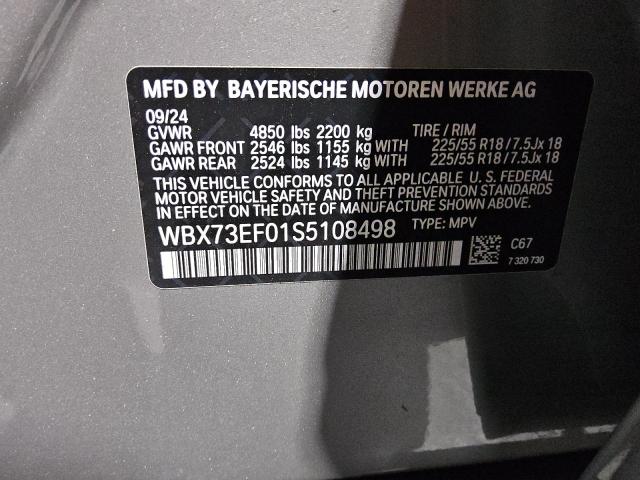 MFD BY BAYERISCHE MOTOREN WERKE AG
09/24
GVWR 4850 lbs 2200 kg TIRE / RIM
GAWR FRONT 2546 lbs 1155 kg WITH 225/55 R18 / 7.5Jx 18
GAWR REAR 2524 lbs 1145 kg WITH 225/55 R18 / 7.5Jx 18
THIS VEHICLE CONFORMS TO ALL APPLICABLE U. S. FEDERAL
MOTOR VEHICLE SAFETY, BUMPER, AND THEFT PREVENTION
STANDARDS IN EFFECT ON THE DATE OF MANUFACTURE SHOWN ABOVE.
WBX73EF01S5108498 TYPE: MPV
C67
7 320 730